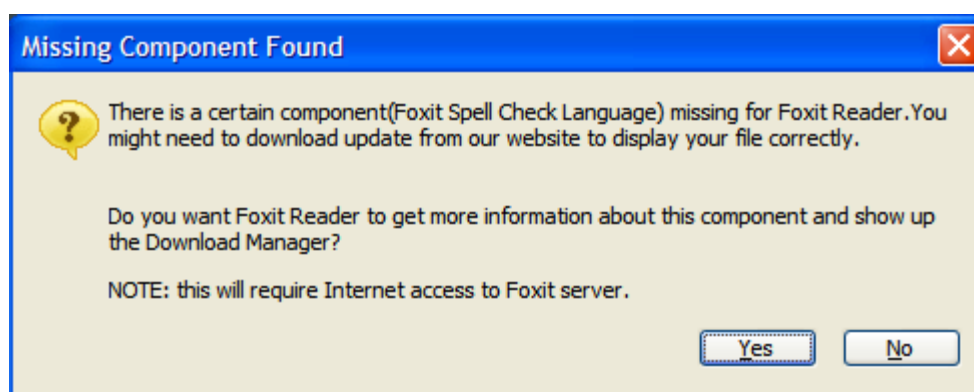 Missing Component Found
There is a certain component(Foxit Spell Check Language) missing for Foxit Reader.You
might need to download update from our website to display your file correctly.
Do you want Foxit Reader to get more information about this component and show up
the Download Manager?
NOTE: this will require Internet access to Foxit server.
Yes No